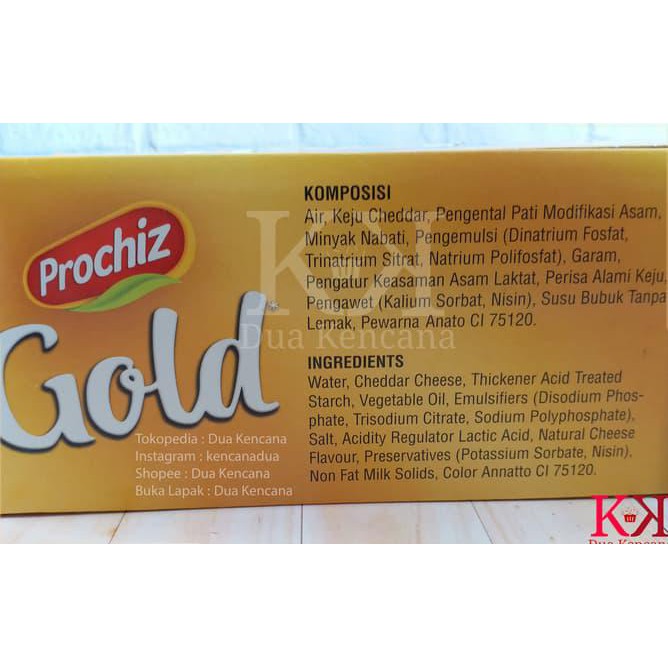 Prochiz
Gold
KOMPOSISI
Air, Keju Cheddar, Pengental Pati Modifikasi Asam,
Minyak Nabati, Pengemulsi (Dinatrium Fosfat,
Trinatrium Sitrat, Natrium Polifosfat), Garam,
Pengatur Keasaman Asam Laktat, Perisa Alami Keju,
Pengawet (Kalium Sorbat, Nisin), Susu Bubuk Tanpa
Lemak, Pewarna Anato CI 75120.
KK
Dua Kencana
INGREDIENTS
Water, Cheddar Cheese, Thickener Acid Treated
Starch, Vegetable Oil, Emulsifiers (Disodium Phos-
phate, Trisodium Citrate, Sodium Polyphosphate),
Salt, Acidity Regulator Lactic Acid, Natural Cheese
Flavour, Preservatives (Potassium Sorbate, Nisin),
Non Fat Milk Solids, Color Annatto CI 75120.
Tokopedia : Dua Kencana
Instagram : kencanadua
Shopee : Dua Kencana
Buka Lapak : Dua Kencana
KK
Dua Kencana